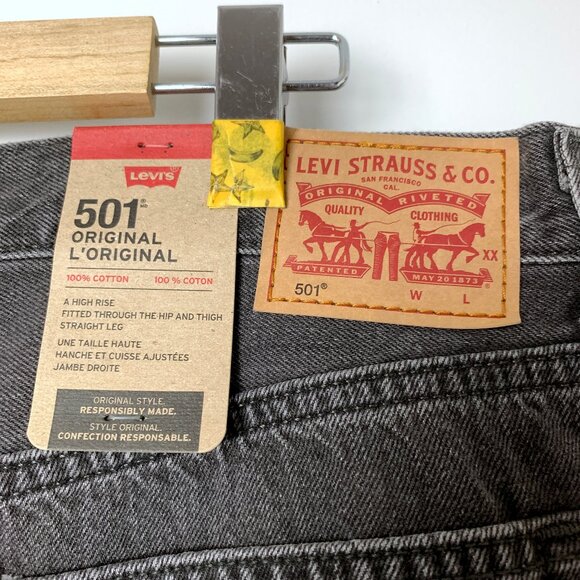 LEVI'S
501® MD
ORIGINAL
L'ORIGINAL
100% COTTON 100 % COTON
A HIGH RISE
FITTED THROUGH THE HIP AND THIGH
STRAIGHT LEG
UNE TAILLE HAUTE
HANCHE ET CUISSE AJUSTÉES
JAMBE DROITE
ORIGINAL STYLE.
RESPONSIBLY MADE.
STYLE ORIGINAL.
CONFECTION RESPONSABLE.
LEVI STRAUSS & CO.
SAN FRANCISCO
CAL.
ORIGINAL RIVETED
QUALITY CLOTHING
XX
PATENTED MAY 20 1873
501® W L